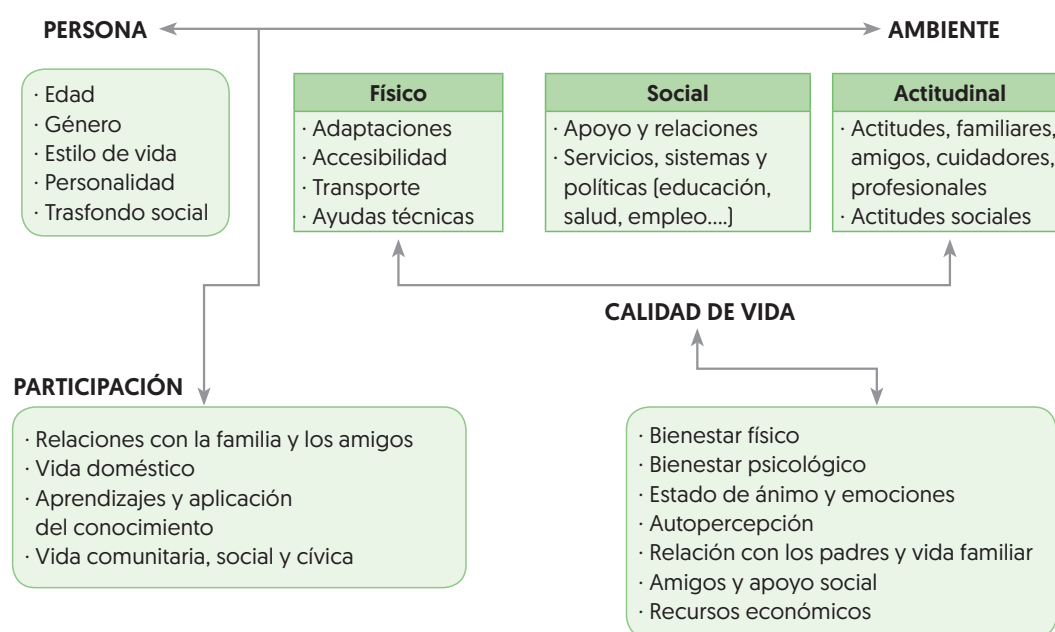 PERSONA
AMBIENTE
· Edad
· Género
· Estilo de vida
· Personalidad
· Trasfondo social
Físico
· Adaptaciones
· Accesibilidad
· Transporte
· Ayudas técnicas
Social
· Apoyo y relaciones
· Servicios, sistemas y
políticas (educación,
salud, empleo....)
Actitudinal
· Actitudes, familiares,
amigos, cuidadores,
profesionales
· Actitudes sociales
CALIDAD DE VIDA
PARTICIPACIÓN
· Relaciones con la familia y los amigos
· Vida doméstico
· Aprendizajes y aplicación
del conocimiento
· Vida comunitaria, social y cívica
· Bienestar físico
· Bienestar psicológico
· Estado de ánimo y emociones
· Autopercepción
· Relación con los padres y vida familiar
· Amigos y apoyo social
· Recursos económicos